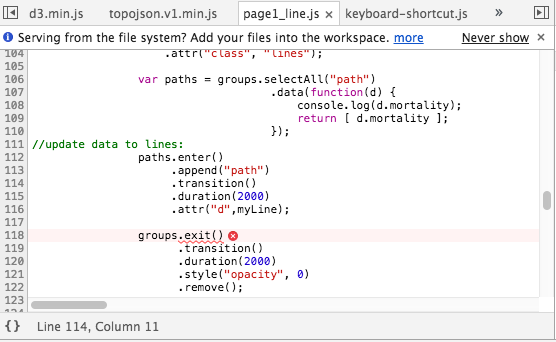 d3.min.js topojson.v1.min.js page1_line.js × keyboard-shortcut.js »
Serving from the file system? Add your files into the workspace. more Never show ×
104 .attr("class", "lines");
105
106 var paths = groups.selectAll("path")
107 .data(function(d) {
108 console.log(d.mortality);
109 return [ d.mortality ];
110 });
111 //update data to lines:
112 paths.enter()
113 .append("path")
114 .transition()
115 .duration(2000)
116 .attr("d",myLine);
117
118 groups.exit()
119 .transition()
120 .duration(2000)
121 .style("opacity", 0)
122 .remove();
123
124
{} Line 114, Column 11